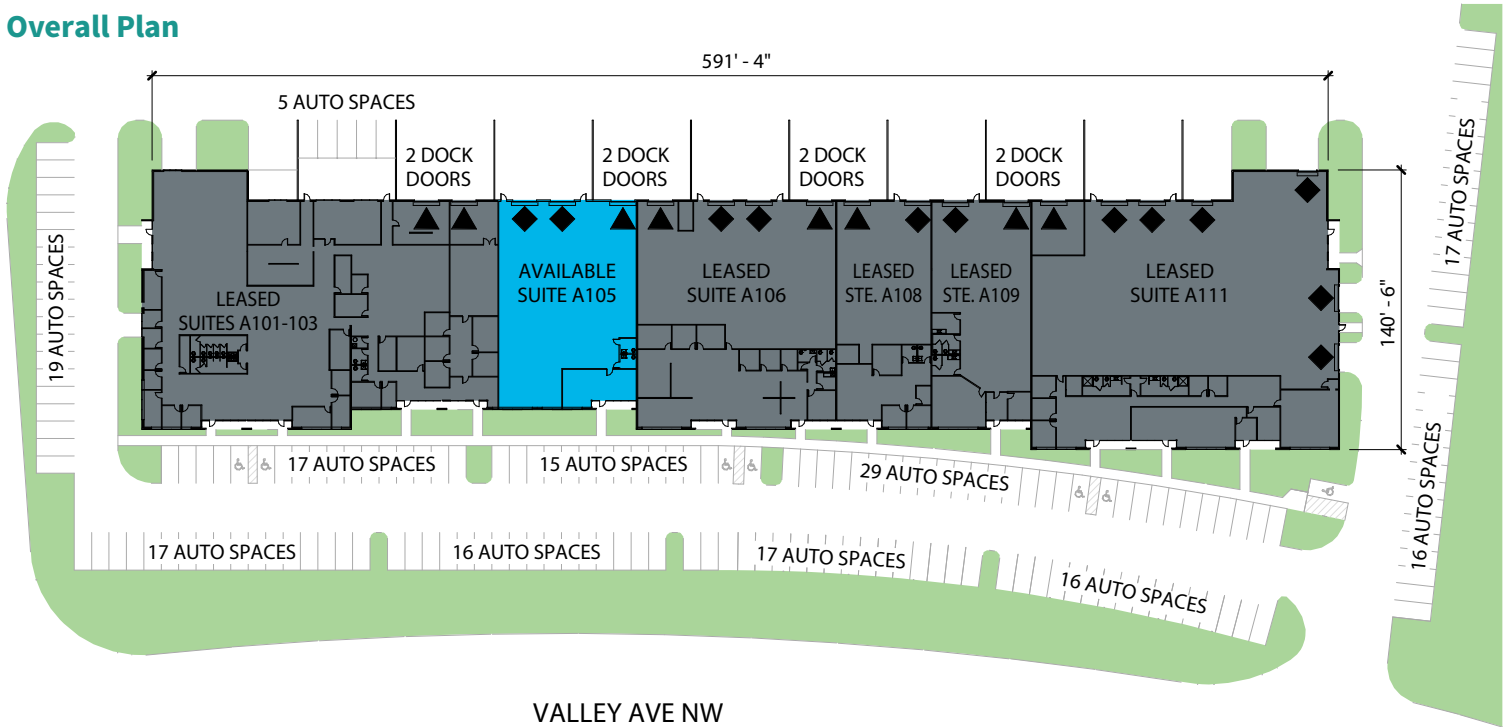 Overall Plan
591' - 4"
5 AUTO SPACES
2 DOCK
DOORS
2 DOCK
DOORS
2 DOCK
DOORS
2 DOCK
DOORS
17 AUTO SPACES
19 AUTO SPACES
LEASED
SUITES A101-103
AVAILABLE
SUITE A105
LEASED
SUITE A106
LEASED
STE. A108
LEASED
STE. A109
LEASED
SUITE A111
140' - 6"
17 AUTO SPACES
15 AUTO SPACES
29 AUTO SPACES
16 AUTO SPACES
17 AUTO SPACES
16 AUTO SPACES
17 AUTO SPACES
16 AUTO SPACES
VALLEY AVE NW